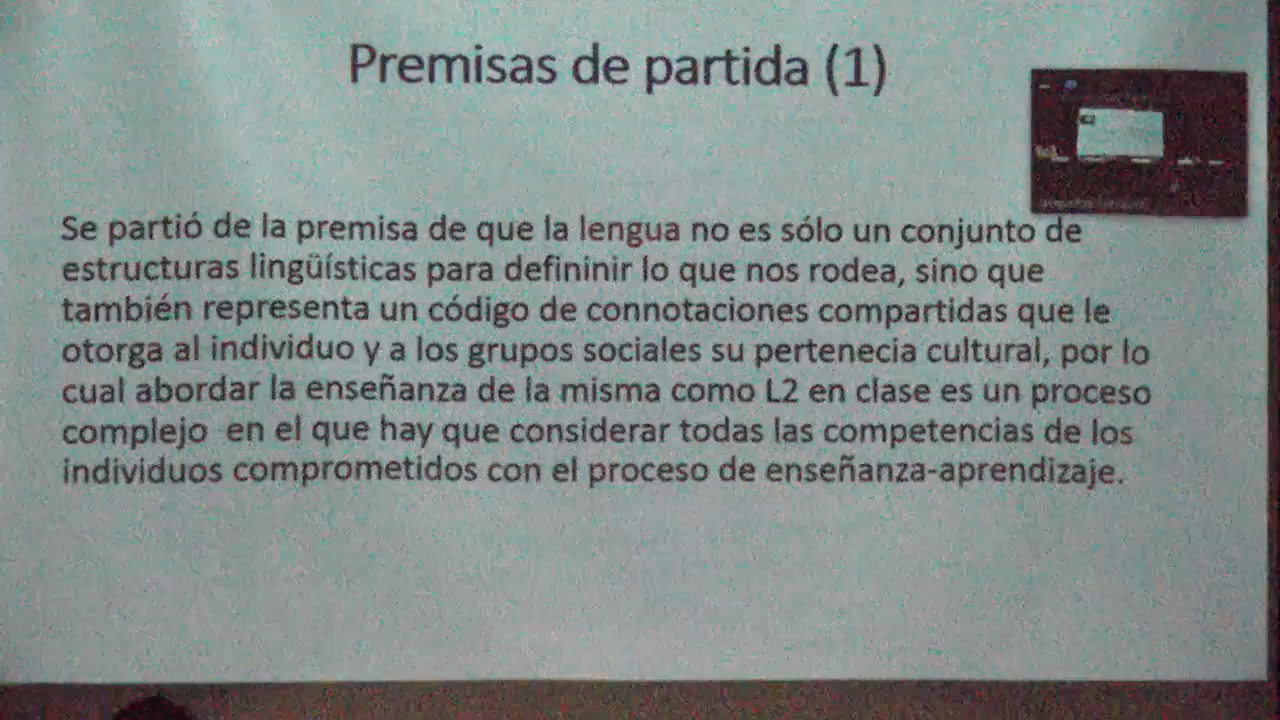 Premisas de partida (1)
Se partió de la premisa de que la lengua no es sólo un conjunto de
estructuras lingüísticas para defininir lo que nos rodea, sino que
también representa un código de connotaciones compartidas que le
otorga al individuo y a los grupos sociales su pertenecia cultural, por lo
cual abordar la enseñanza de la misma como L2 en clase es un proceso
complejo en el que hay que considerar todas las competencias de los
individuos comprometidos con el proceso de enseñanza-aprendizaje.